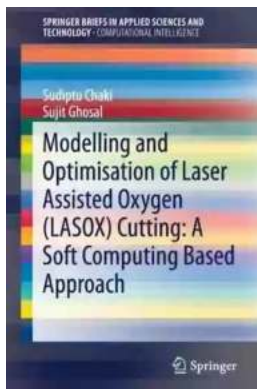 SPRINGER BRIEFS IN APPLIED SCIENCES AND
TECHNOLOGY · COMPUTATIONAL INTELLIGENCE
Sudipto Chaki
Sujit Ghosal
Modelling and
Optimisation of Laser
Assisted Oxygen
(LASOX) Cutting: A
Soft Computing Based
Approach
Springer